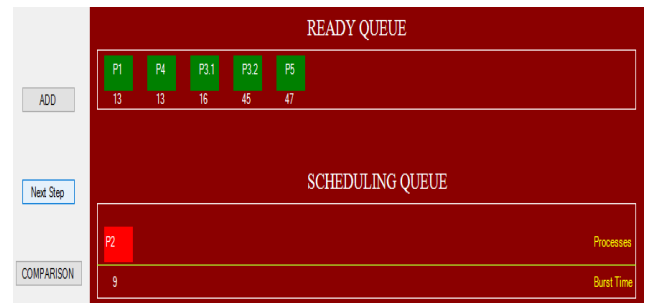 READY QUEUE
P1 P4 P3.1 P3.2 P5
13 13 16 45 47
ADD
Next Step
SCHEDULING QUEUE
P2 Processes
COMPARISON
9 Burst Time